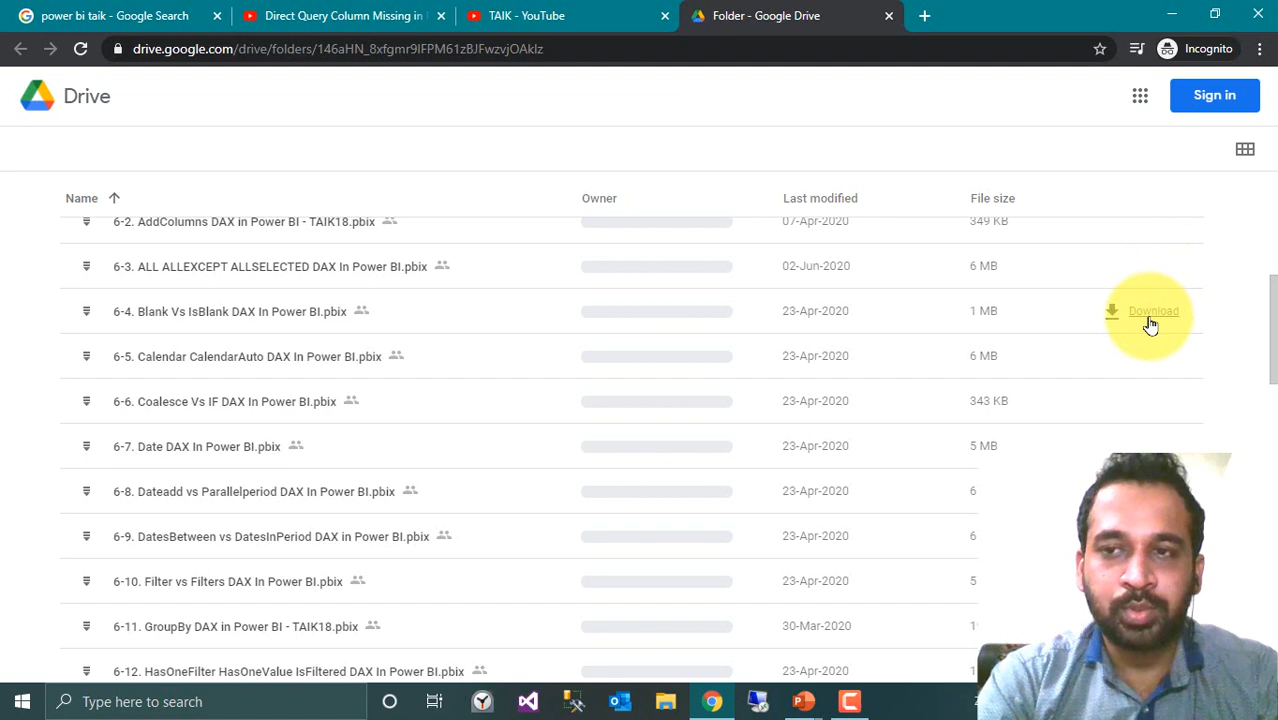 power bi taik - Google Search
Direct Query Column Missing in
TAIK - YouTube
Folder - Google Drive
drive.google.com/drive/folders/146aHN_8xfgmr9IFPM61zBJFwzvjOAkIz
Incognito
Drive
Sign in
Name
Owner
Last modified
File size
6-2. AddColumns DAX in Power BI - TAIK18.pbix 07-Apr-2020 349 KB
6-3. ALL ALLEXCEPT ALLSELECTED DAX In Power BI.pbix 02-Jun-2020 6 MB
6-4. Blank Vs IsBlank DAX In Power BI.pbix 23-Apr-2020 1 MB Download
6-5. Calendar CalendarAuto DAX In Power BI.pbix 23-Apr-2020 6 MB
6-6. Coalesce Vs IF DAX In Power BI.pbix 23-Apr-2020 343 KB
6-7. Date DAX In Power BI.pbix 23-Apr-2020 5 MB
6-8. Dateadd vs Parallelperiod DAX In Power BI.pbix 23-Apr-2020 6
6-9. DatesBetween vs DatesInPeriod DAX in Power BI.pbix 23-Apr-2020 6
6-10. Filter vs Filters DAX In Power BI.pbix 23-Apr-2020 5
6-11. GroupBy DAX in Power BI - TAIK18.pbix 30-Mar-2020
6-12. HasOneFilter HasOneValue IsFiltered DAX In Power BI.pbix 23-Apr-2020
Type here to search